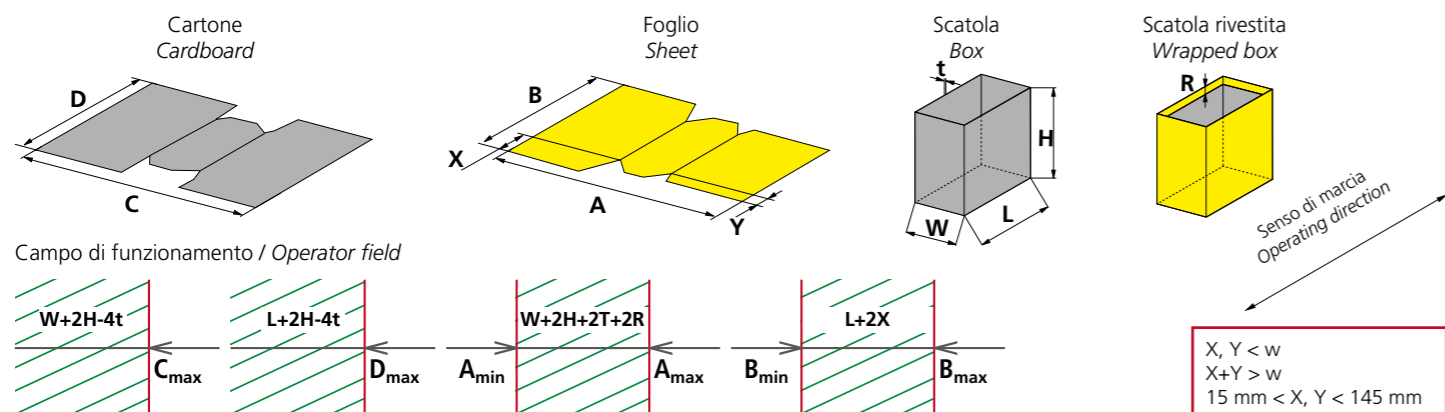 Cartone
Cardboard
Foglio
Sheet
Scatola
Box
Scatola rivestita
Wrapped box
D
C
B
X
A
Y
t
H
W
L
R
Senso di marcia
Operating direction
Campo di funzionamento / Operator field
W+2H-4t
Cmax
L+2H-4t
Dmax
Amin
W+2H+2T+2R
Amax
Bmin
L+2X
Bmax
X, Y < w
X+Y > w
15 mm < X, Y < 145 mm